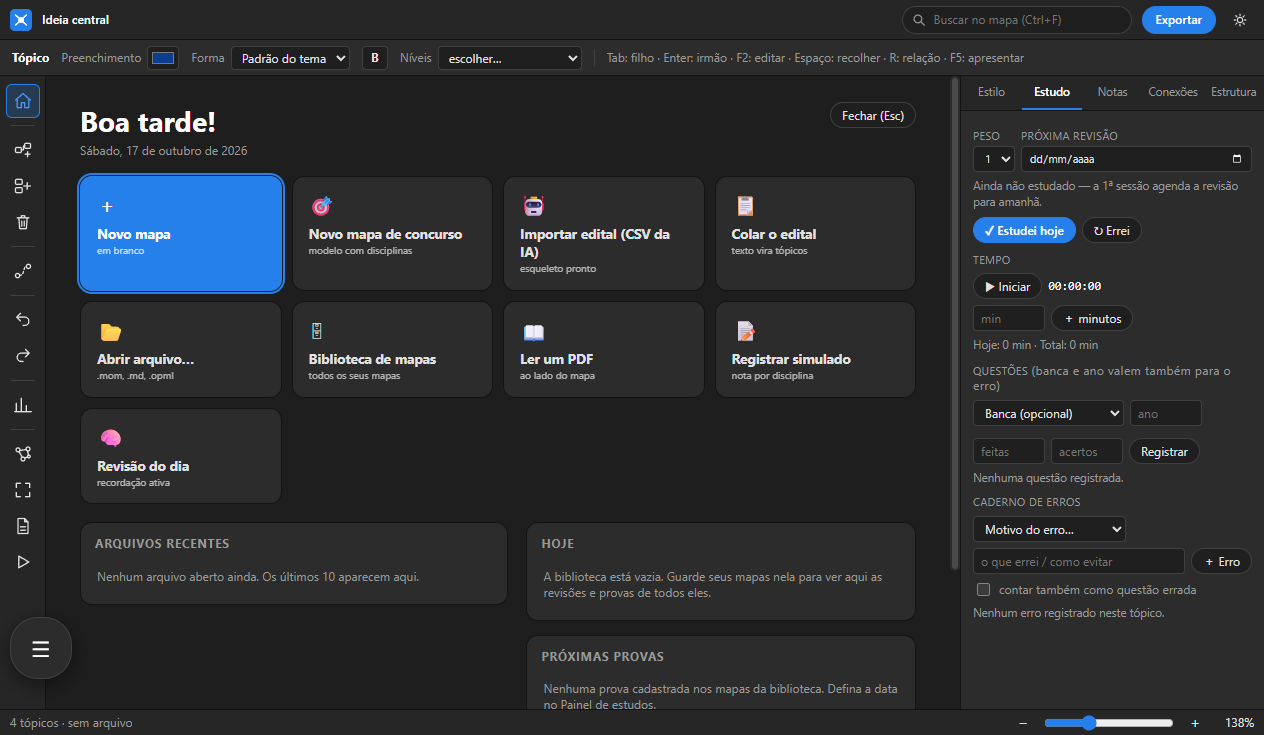 Ideia central
Buscar no mapa (Ctrl+F)
Exportar
Tópico
Preenchimento
Forma
Padrão do tema
B
Níveis
escolher...
Tab: filho · Enter: irmão · F2: editar · Espaço: recolher · R: relação · F5: apresentar
Boa tarde!
Sábado, 17 de outubro de 2026
Fechar (Esc)
+
Novo mapa
em branco
Novo mapa de concurso
modelo com disciplinas
Importar edital (CSV da
IA)
esqueleto pronto
Colar o edital
texto vira tópicos
Abrir arquivo...
.mom, .md, .opml
Biblioteca de mapas
todos os seus mapas
Ler um PDF
ao lado do mapa
Registrar simulado
nota por disciplina
Revisão do dia
recordação ativa
ARQUIVOS RECENTES
Nenhum arquivo aberto ainda. Os últimos 10 aparecem aqui.
HOJE
A biblioteca está vazia. Guarde seus mapas nela para ver aqui as
revisões e provas de todos eles.
PRÓXIMAS PROVAS
Nenhuma prova cadastrada nos mapas da biblioteca. Defina a data
no Painel de estudos.
Estilo
Estudo
Notas
Conexões
Estrutura
PESO
PRÓXIMA REVISÃO
1
dd/mm/aaaa
Ainda não estudado — a 1ª sessão agenda a revisão
para amanhã.
✓ Estudei hoje
↻ Errei
TEMPO
▶ Iniciar
00:00:00
min
+ minutos
Hoje: 0 min · Total: 0 min
QUESTÕES (banca e ano valem também para o
erro)
Banca (opcional)
ano
feitas
acertos
Registrar
Nenhuma questão registrada.
CADERNO DE ERROS
Motivo do erro...
o que errei / como evitar
+ Erro
contar também como questão errada
Nenhum erro registrado neste tópico.
4 tópicos · sem arquivo
−
+
138%